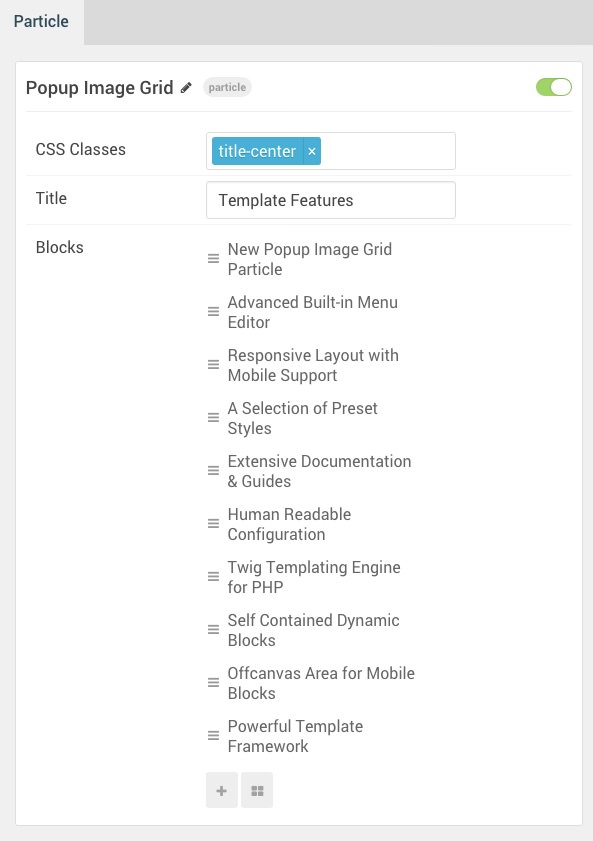 Particle
Popup Image Grid particle
CSS Classes title-center ×
Title Template Features
Blocks
New Popup Image Grid
Particle
Advanced Built-in Menu
Editor
Responsive Layout with
Mobile Support
A Selection of Preset
Styles
Extensive Documentation
& Guides
Human Readable
Configuration
Twig Templating Engine
for PHP
Self Contained Dynamic
Blocks
Offcanvas Area for Mobile
Blocks
Powerful Template
Framework